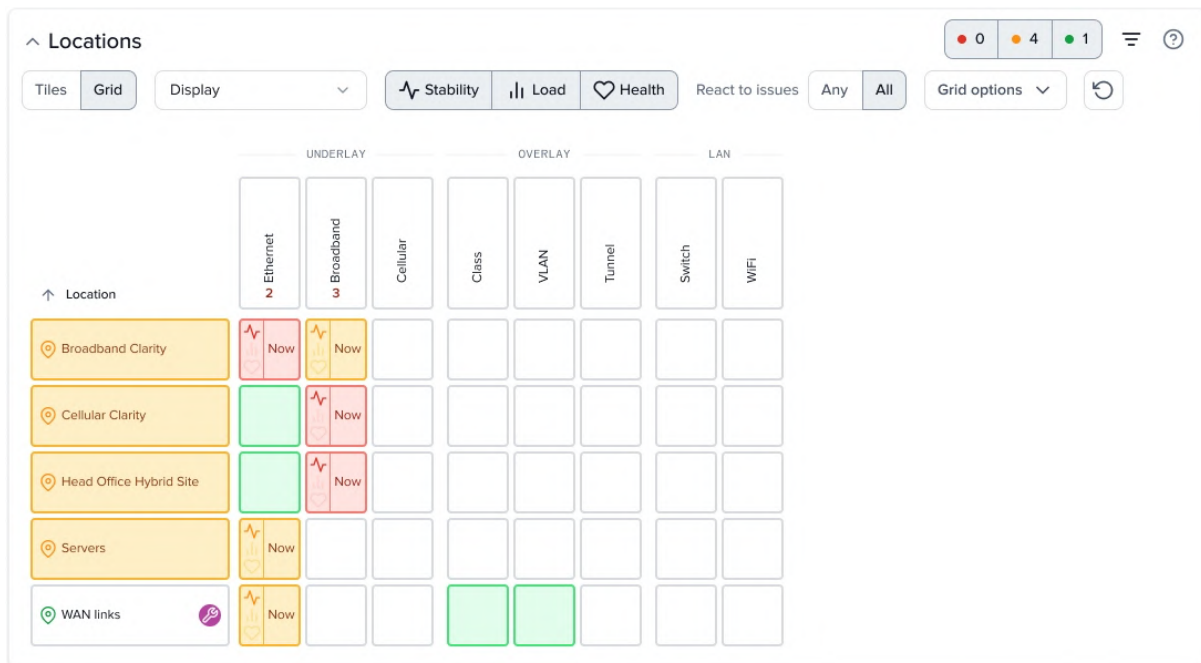 Locations
0 4 1
?
Tiles Grid Display Stability Load Health React to issues Any All Grid options
UNDERLAY OVERLAY LAN
Ethernet Broadband Cellular Class VLAN Tunnel Switch WiFi
2 3
Location
Broadband Clarity Now Now
Cellular Clarity Now
Head Office Hybrid Site Now
Servers Now
WAN links Now